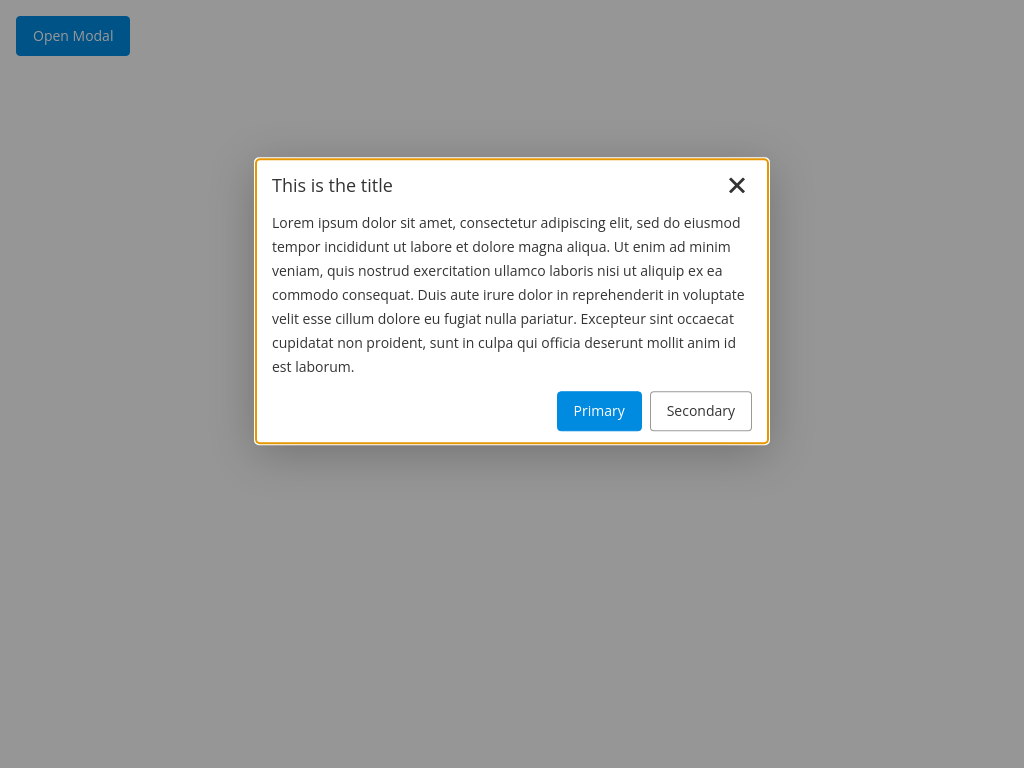 Open Modal
This is the title
Lorem ipsum dolor sit amet, consectetur adipiscing elit, sed do eiusmod
tempor incididunt ut labore et dolore magna aliqua. Ut enim ad minim
veniam, quis nostrud exercitation ullamco laboris nisi ut aliquip ex ea
commodo consequat. Duis aute irure dolor in reprehenderit in voluptate
velit esse cillum dolore eu fugiat nulla pariatur. Excepteur sint occaecat
cupidatat non proident, sunt in culpa qui officia deserunt mollit anim id
est laborum.
Primary Secondary